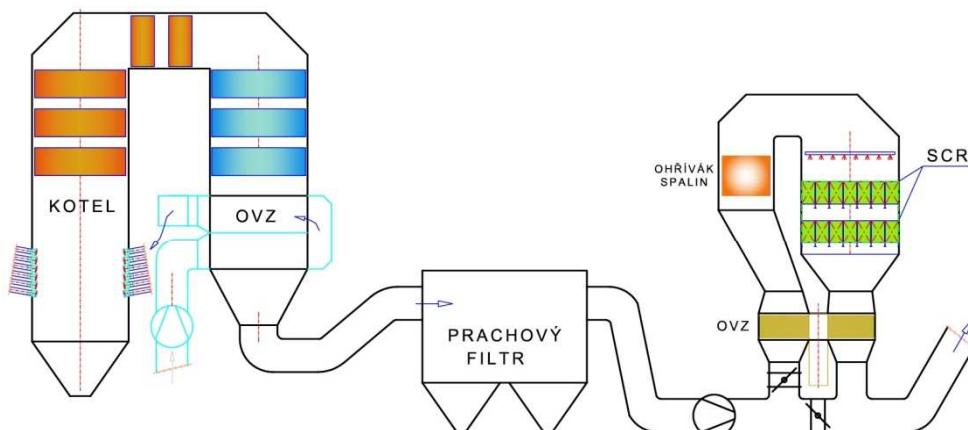 KOTEL
OVZ
PRACHOVÝ
FILTR
OHŘÍVÁK
SPALIN
SCR
OVZ